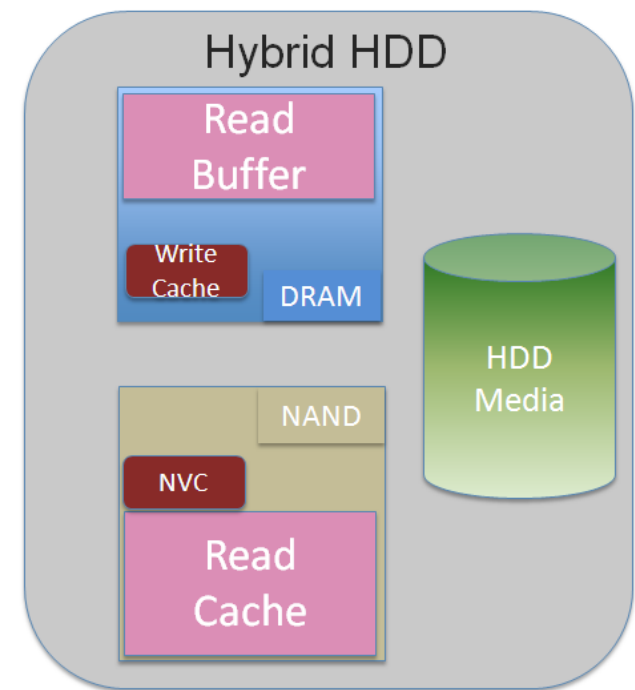 Hybrid HDD
Read
Buffer
Write
Cache
DRAM
HDD
Media
NAND
NVC
Read
Cache